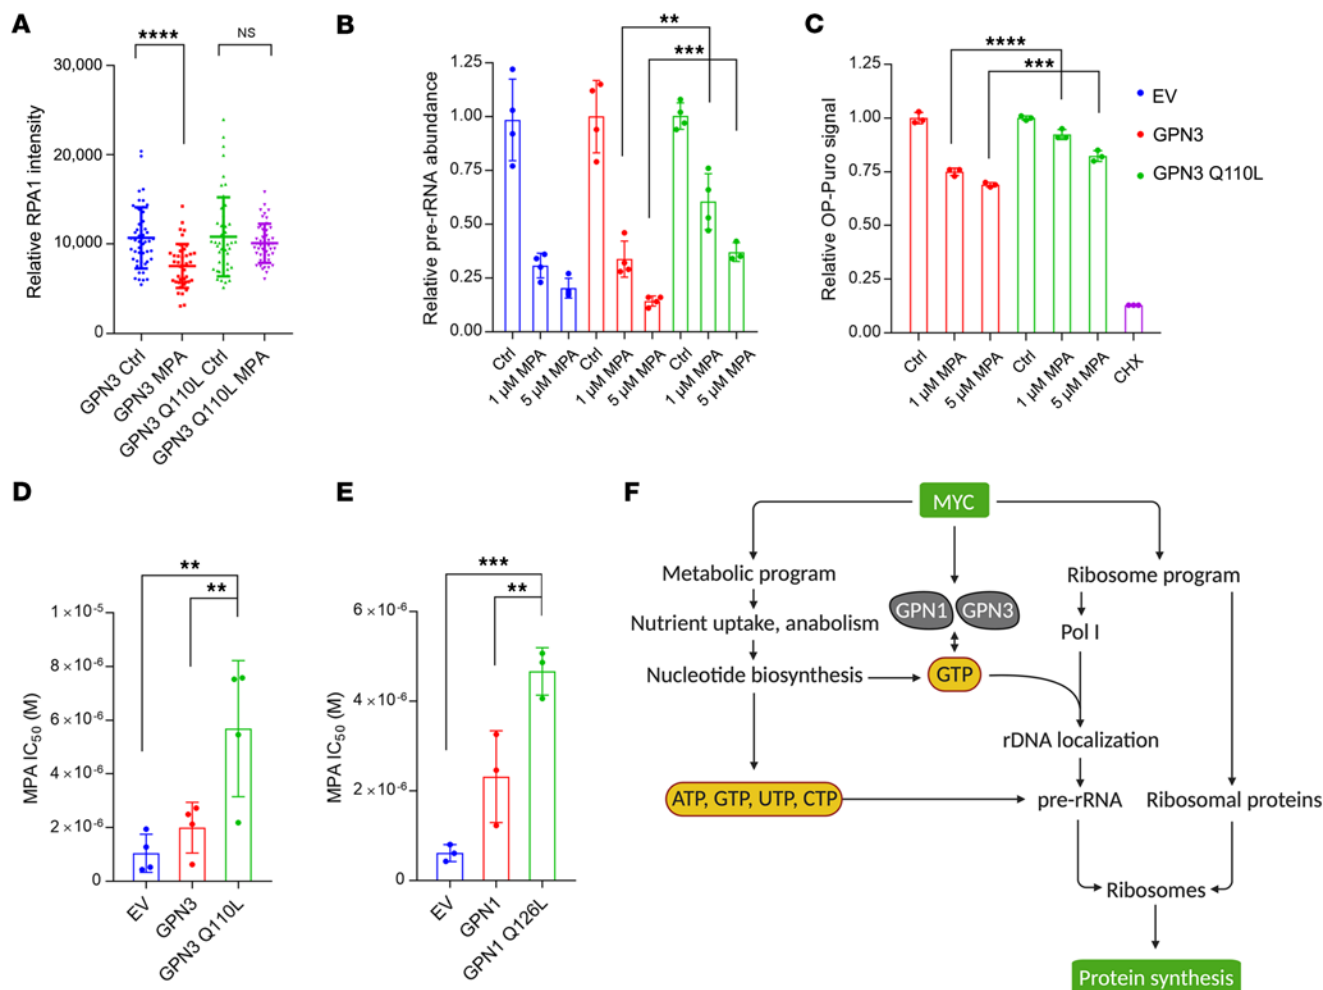 A
****
NS
Relative RPA1 intensity
30,000
20,000
10,000
0
GPN3 Ctrl
GPN3 MPA
GPN3 Q110L Ctrl
GPN3 Q110L MPA
B
**
***
Relative pre-rRNA abundance
1.25
1.00
0.75
0.50
0.25
0.00
Ctrl
1 µM MPA
5 µM MPA
Ctrl
1 µM MPA
5 µM MPA
Ctrl
1 µM MPA
5 µM MPA
C
****
***
Relative OP-Puro signal
1.25
1.00
0.75
0.50
0.25
0.00
Ctrl
1 µM MPA
5 µM MPA
Ctrl
1 µM MPA
5 µM MPA
CHX
EV
GPN3
GPN3 Q110L
D
**
**
MPA IC50 (M)
1×10-5
8×10-6
6×10-6
4×10-6
2×10-6
0
EV
GPN3
GPN3 Q110L
E
***
**
MPA IC50 (M)
6×10-6
4×10-6
2×10-6
0
EV
GPN1
GPN1 Q126L
F
MYC
Metabolic program
Ribosome program
GPN1 GPN3
Nutrient uptake, anabolism
Pol I
Nucleotide biosynthesis
GTP
rDNA localization
ATP, GTP, UTP, CTP
pre-rRNA
Ribosomal proteins
Ribosomes
Protein synthesis